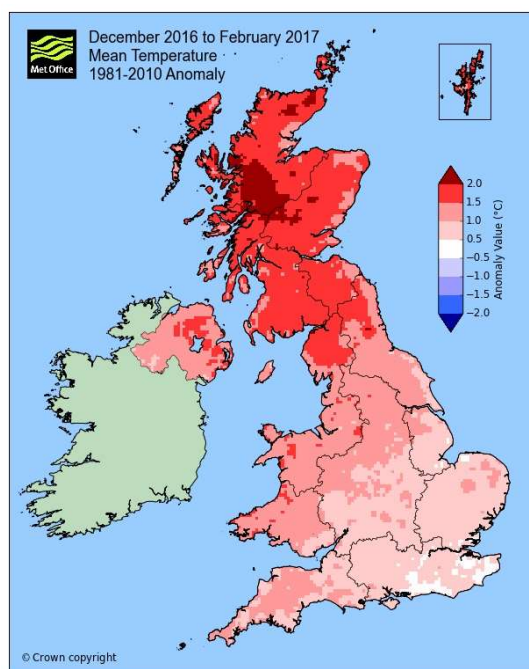 December 2016 to February 2017
Mean Temperature
1981-2010 Anomaly
Met Office
2.0
1.5
1.0
0.5
−0.5
−1.0
−1.5
−2.0
Anomaly Value (°C)
© Crown copyright